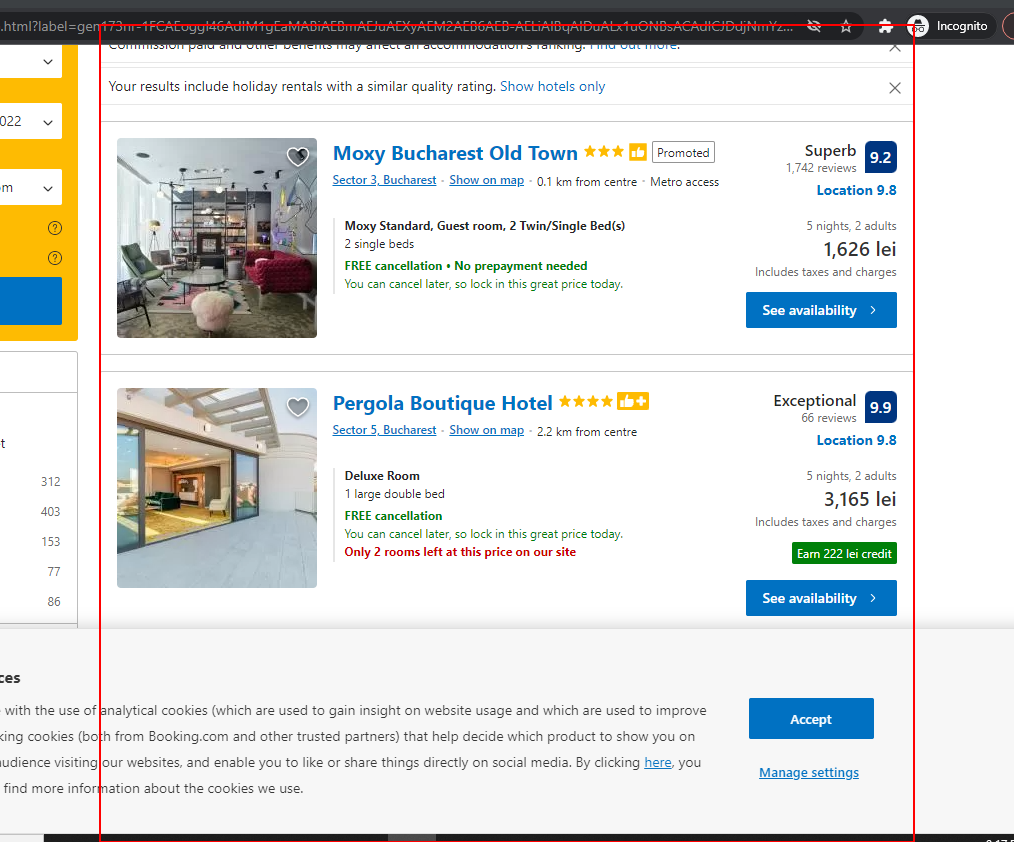 Incognito
Commission paid and other benefits may affect an accommodation's ranking. Find out more.
Your results include holiday rentals with a similar quality rating. Show hotels only
2022
om
Moxy Bucharest Old Town Promoted
Sector 3, Bucharest · Show on map · 0.1 km from centre · Metro access
Superb 9.2
1,742 reviews
Location 9.8
Moxy Standard, Guest room, 2 Twin/Single Bed(s)
2 single beds
FREE cancellation • No prepayment needed
You can cancel later, so lock in this great price today.
5 nights, 2 adults
1,626 lei
Includes taxes and charges
See availability
Pergola Boutique Hotel
Sector 5, Bucharest · Show on map · 2.2 km from centre
Exceptional 9.9
66 reviews
Location 9.8
Deluxe Room
1 large double bed
FREE cancellation
You can cancel later, so lock in this great price today.
Only 2 rooms left at this price on our site
5 nights, 2 adults
3,165 lei
Includes taxes and charges
Earn 222 lei credit
See availability
t
312
403
153
77
86
ces
with the use of analytical cookies (which are used to gain insight on website usage and which are used to improve
king cookies (both from Booking.com and other trusted partners) that help decide which product to show you on
audience visiting our websites, and enable you to like or share things directly on social media. By clicking here, you
find more information about the cookies we use.
Accept
Manage settings